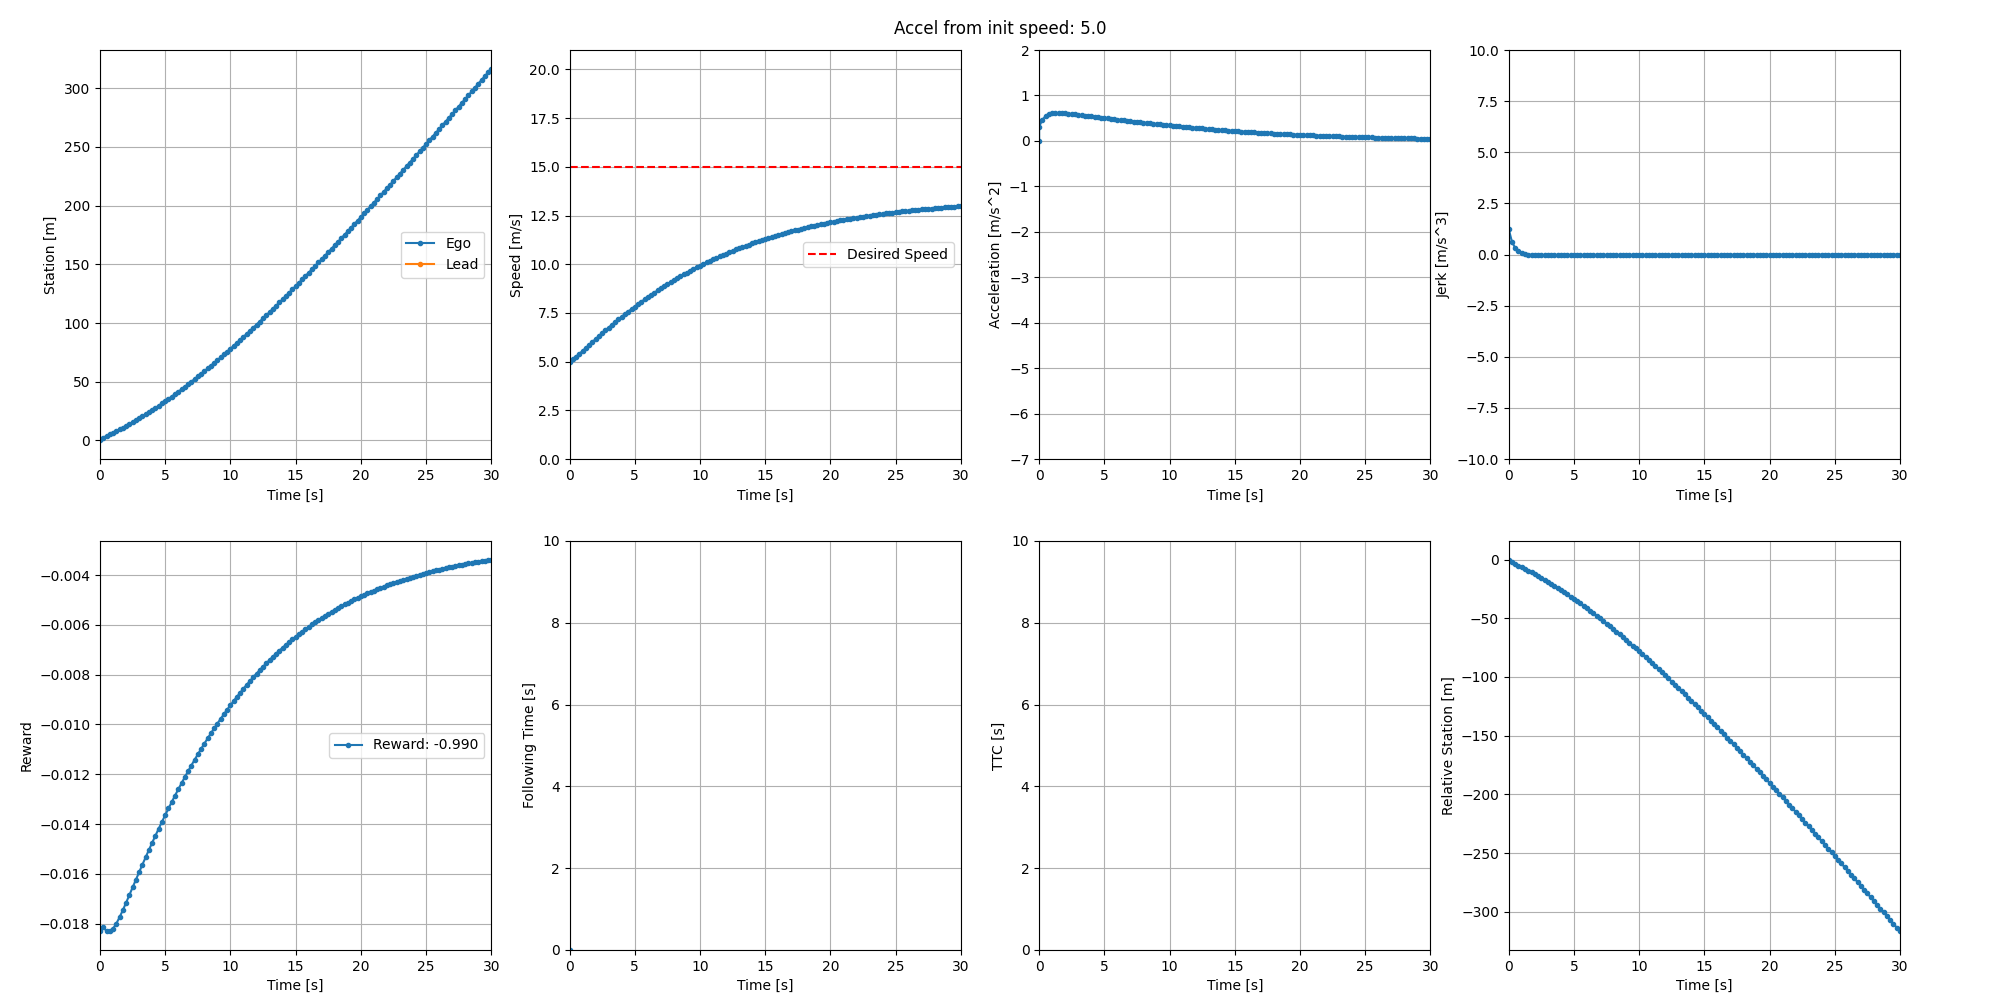 Accel from init speed: 5.0
300
250
200
150
100
50
0
Station [m]
Ego
Lead
0 5 10 15 20 25 30
Time [s]
20.0
17.5
15.0
12.5
10.0
7.5
5.0
2.5
0.0
Speed [m/s]
Desired Speed
0 5 10 15 20 25 30
Time [s]
2
1
0
−1
−2
−3
−4
−5
−6
−7
Acceleration [m/s^2]
0 5 10 15 20 25 30
Time [s]
10.0
7.5
5.0
2.5
0.0
−2.5
−5.0
−7.5
−10.0
Jerk [m/s^3]
0 5 10 15 20 25 30
Time [s]
−0.004
−0.006
−0.008
−0.010
−0.012
−0.014
−0.016
−0.018
Reward
Reward: -0.990
0 5 10 15 20 25 30
Time [s]
10
8
6
4
2
0
Following Time [s]
0 5 10 15 20 25 30
Time [s]
10
8
6
4
2
0
TTC [s]
0 5 10 15 20 25 30
Time [s]
0
−50
−100
−150
−200
−250
−300
Relative Station [m]
0 5 10 15 20 25 30
Time [s]